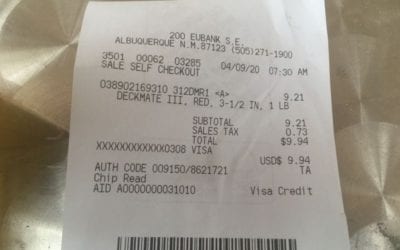 200 EUBANK S.E.
ALBUQUERQUE N.M.87123 (505)271-1900
3501 00062 03285 04/09/20 07:30 AM
SALE SELF CHECKOUT
038902169310 312DMR1 <A> 9.21
DECKMATE III, RED, 3-1/2 IN, 1 LB
SUBTOTAL 9.21
SALES TAX 0.73
TOTAL $9.94
XXXXXXXXXXXX0308 VISA
USD$ 9.94
AUTH CODE 009150/8621721 TA
Chip Read
AID A0000000031010 Visa Credit